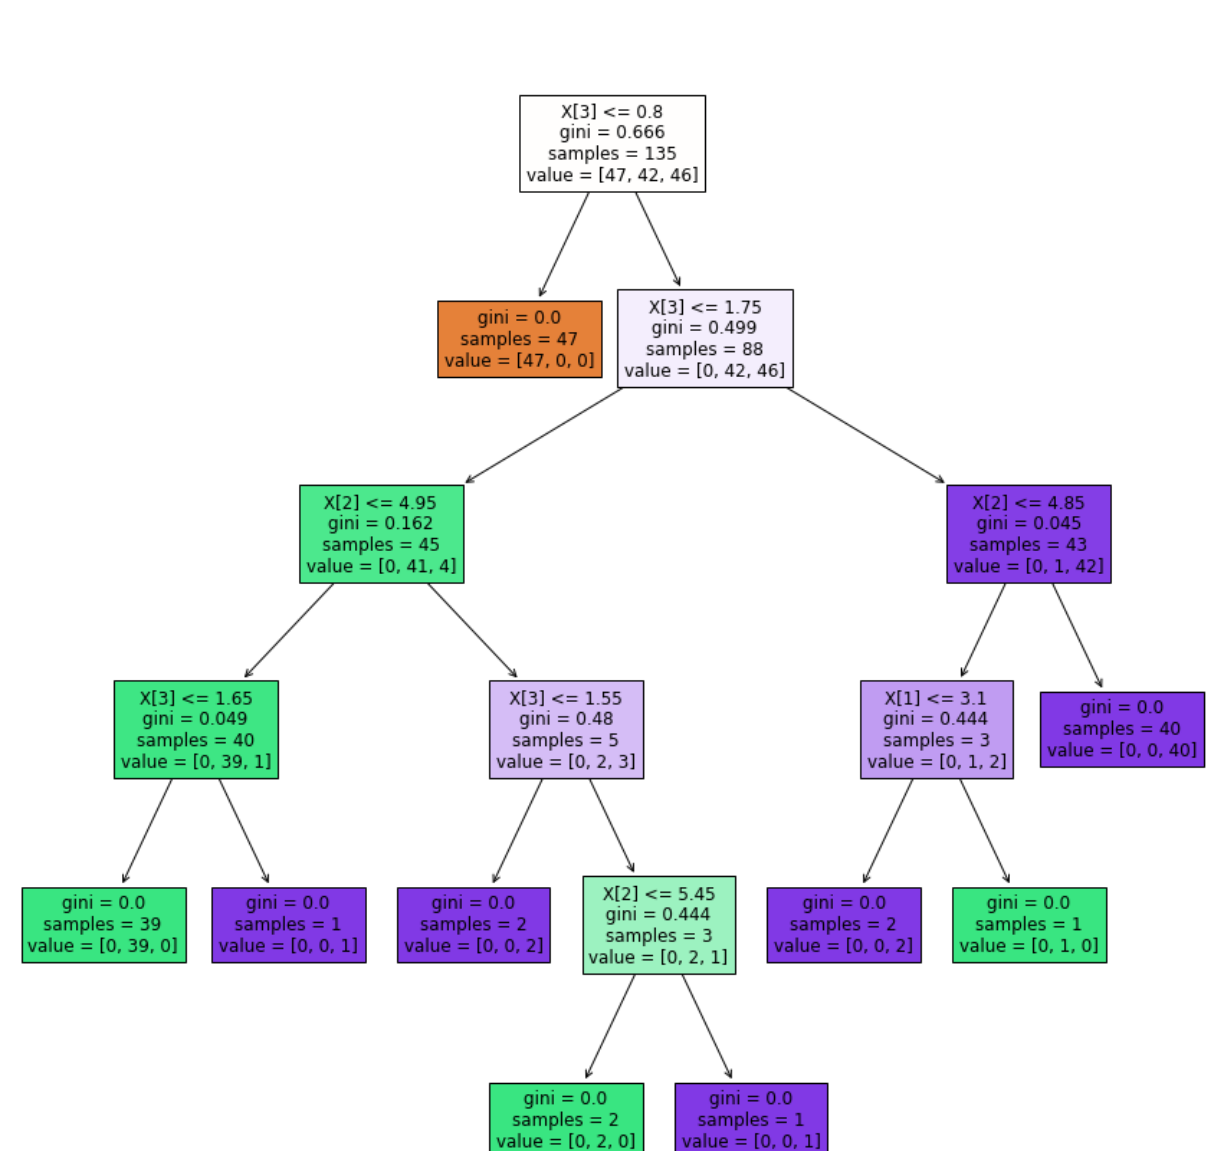 X[3] <= 0.8
gini = 0.666
samples = 135
value = [47, 42, 46]
gini = 0.0
samples = 47
value = [47, 0, 0]
X[3] <= 1.75
gini = 0.499
samples = 88
value = [0, 42, 46]
X[2] <= 4.95
gini = 0.162
samples = 45
value = [0, 41, 4]
X[2] <= 4.85
gini = 0.045
samples = 43
value = [0, 1, 42]
X[3] <= 1.65
gini = 0.049
samples = 40
value = [0, 39, 1]
X[3] <= 1.55
gini = 0.48
samples = 5
value = [0, 2, 3]
X[1] <= 3.1
gini = 0.444
samples = 3
value = [0, 1, 2]
gini = 0.0
samples = 40
value = [0, 0, 40]
gini = 0.0
samples = 39
value = [0, 39, 0]
gini = 0.0
samples = 1
value = [0, 0, 1]
gini = 0.0
samples = 2
value = [0, 0, 2]
X[2] <= 5.45
gini = 0.444
samples = 3
value = [0, 2, 1]
gini = 0.0
samples = 2
value = [0, 0, 2]
gini = 0.0
samples = 1
value = [0, 1, 0]
gini = 0.0
samples = 2
value = [0, 2, 0]
gini = 0.0
samples = 1
value = [0, 0, 1]